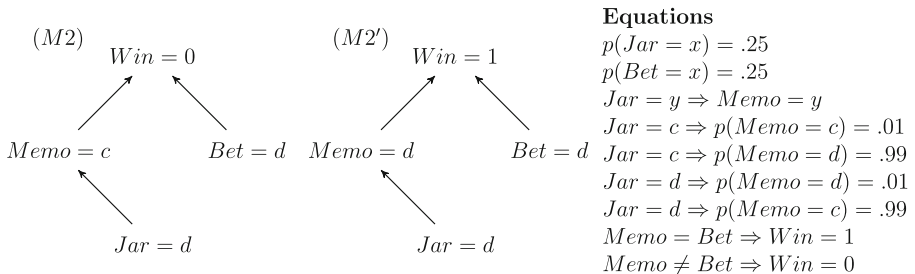 (M2)
Win = 0
Memo = c
Bet = d
Jar = d
(M2′)
Win = 1
Memo = d
Bet = d
Jar = d
Equations
p(Jar = x) = .25
p(Bet = x) = .25
Jar = y ⇒ Memo = y
Jar = c ⇒ p(Memo = c) = .01
Jar = c ⇒ p(Memo = d) = .99
Jar = d ⇒ p(Memo = d) = .01
Jar = d ⇒ p(Memo = c) = .99
Memo = Bet ⇒ Win = 1
Memo ≠ Bet ⇒ Win = 0